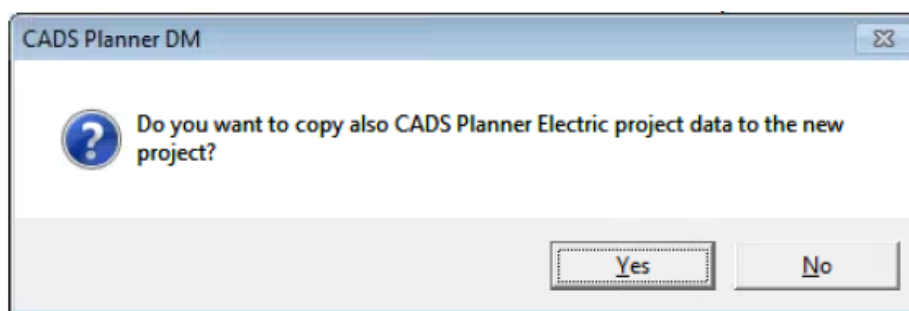 CADS Planner DM
Do you want to copy also CADS Planner Electric project data to the new
project?
Yes
No